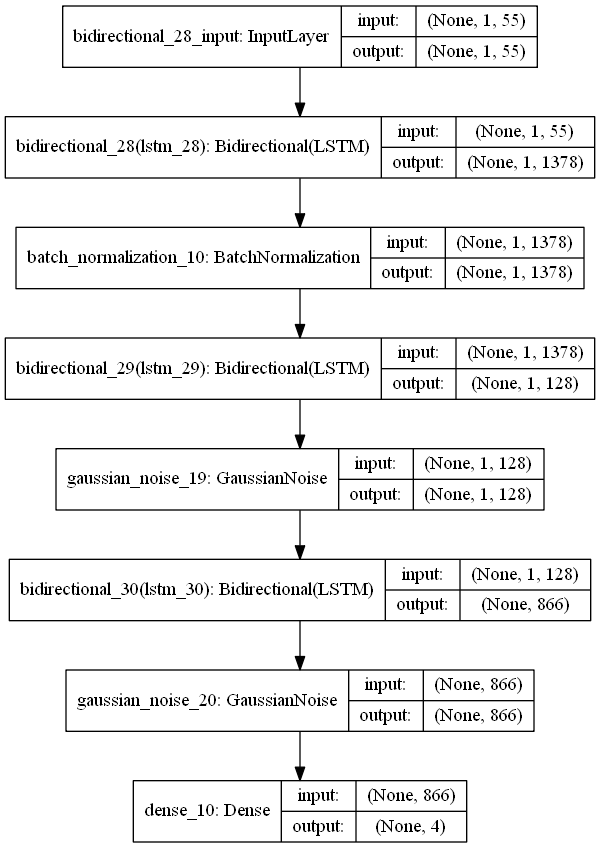 bidirectional_28_input: InputLayer
input: (None, 1, 55)
output: (None, 1, 55)
bidirectional_28(lstm_28): Bidirectional(LSTM)
input: (None, 1, 55)
output: (None, 1, 1378)
batch_normalization_10: BatchNormalization
input: (None, 1, 1378)
output: (None, 1, 1378)
bidirectional_29(lstm_29): Bidirectional(LSTM)
input: (None, 1, 1378)
output: (None, 1, 128)
gaussian_noise_19: GaussianNoise
input: (None, 1, 128)
output: (None, 1, 128)
bidirectional_30(lstm_30): Bidirectional(LSTM)
input: (None, 1, 128)
output: (None, 866)
gaussian_noise_20: GaussianNoise
input: (None, 866)
output: (None, 866)
dense_10: Dense
input: (None, 866)
output: (None, 4)